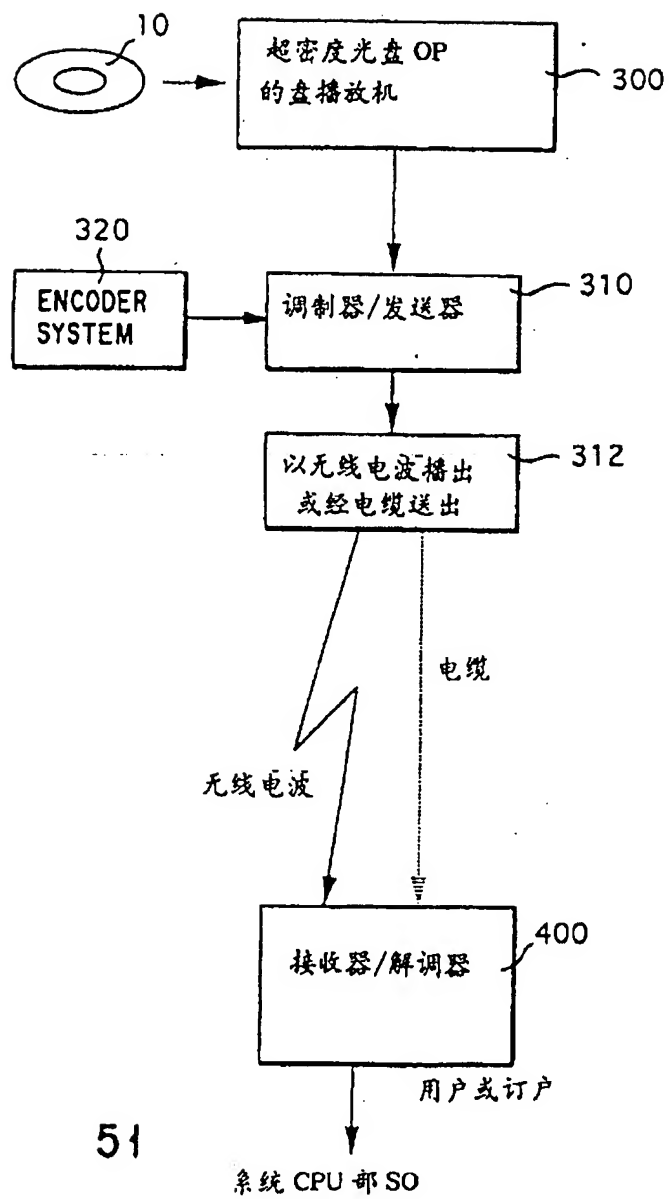 10
超密度光盘OP
的盘播放机
300
320
ENCODER
SYSTEM
调制器/发送器
310
以无线电波播出
或经电缆送出
312
电缆
无线电波
接收器/解调器
400
用户或订户
51
系统 CPU 部 SO